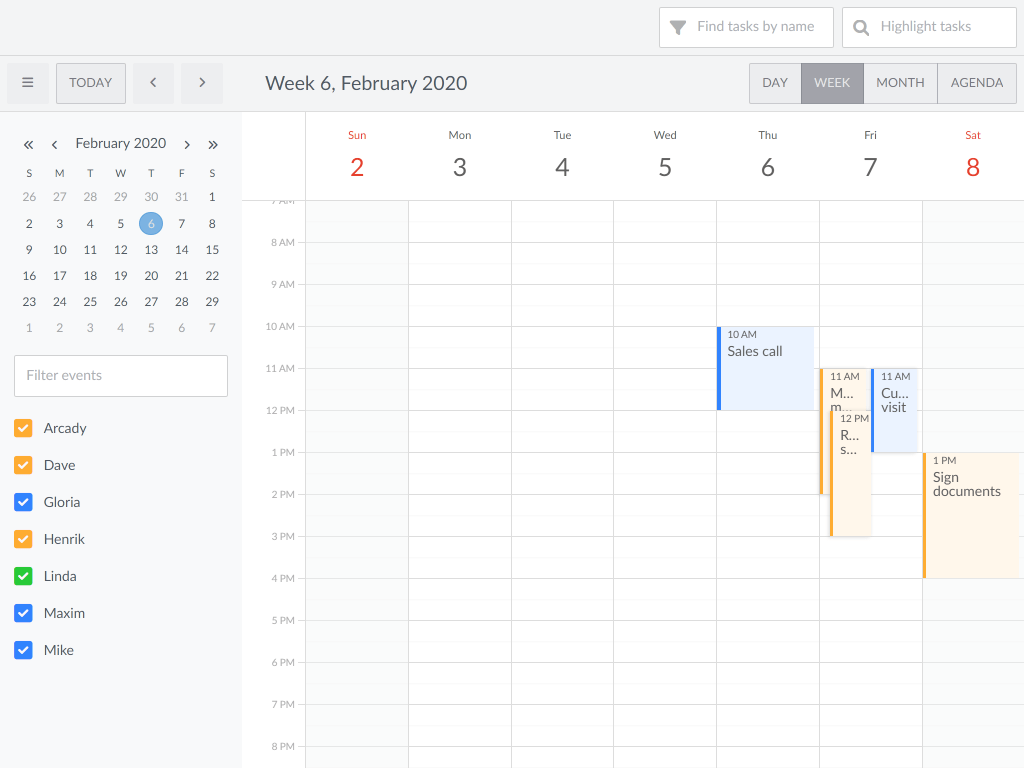 Find tasks by name
Highlight tasks
TODAY
Week 6, February 2020
DAY
WEEK
MONTH
AGENDA
February 2020
S M T W T F S
26 27 28 29 30 31 1
2 3 4 5 6 7 8
9 10 11 12 13 14 15
16 17 18 19 20 21 22
23 24 25 26 27 28 29
1 2 3 4 5 6 7
Filter events
Arcady
Dave
Gloria
Henrik
Linda
Maxim
Mike
Sun Mon Tue Wed Thu Fri Sat
2 3 4 5 6 7 8
7 AM
8 AM
9 AM
10 AM
11 AM
12 PM
1 PM
2 PM
3 PM
4 PM
5 PM
6 PM
7 PM
8 PM
10 AM
Sales call
11 AM
M...
m...
12 PM
R...
s...
11 AM
Cu...
visit
1 PM
Sign
documents